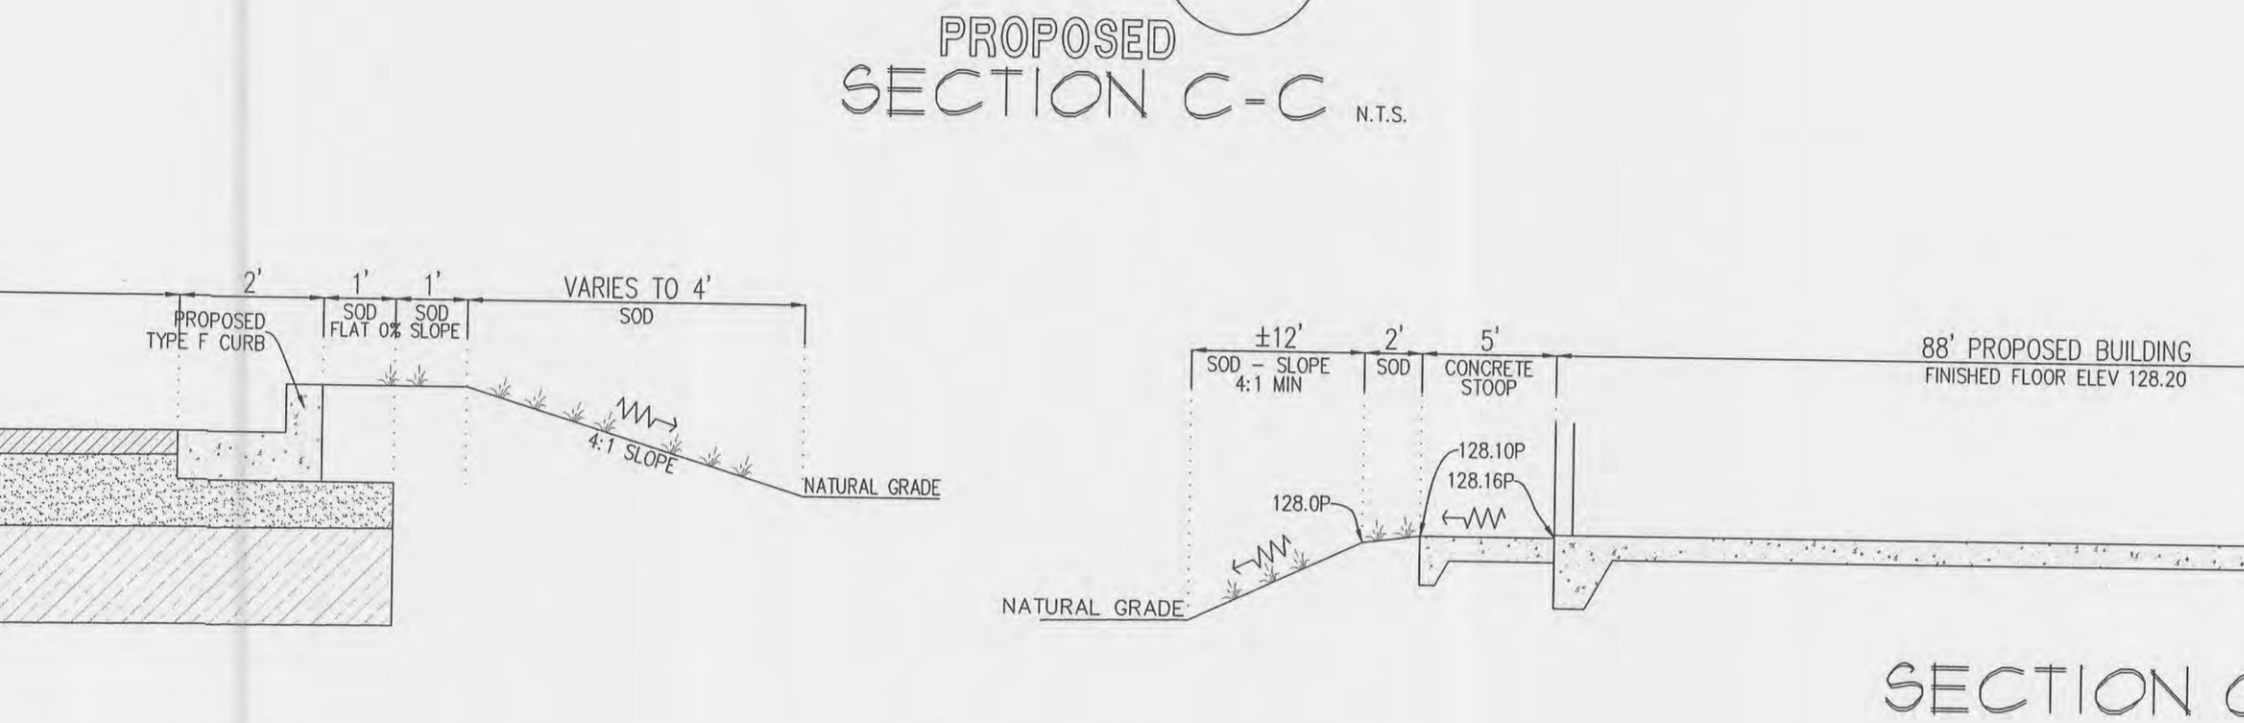 PROPOSED
SECTION C-C N.T.S.
2'
1'
1'
VARIES TO 4'
SOD
SOD
SOD
FLAT 0% SLOPE
PROPOSED
TYPE F CURB
4:1 SLOPE
NATURAL GRADE
±12'
2'
5'
88' PROPOSED BUILDING
SOD - SLOPE
4:1 MIN
SOD
CONCRETE
STOOP
FINISHED FLOOR ELEV 128.20
128.10P
128.16P
128.0P
NATURAL GRADE
SECTION